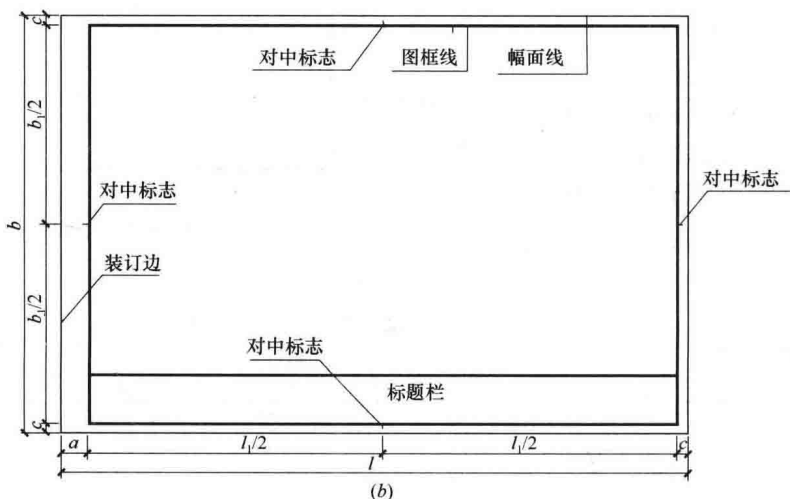 c
对中标志
图框线
幅面线
b₁/2
对中标志
对中标志
b
装订边
b₁/2
对中标志
标题栏
c
a
l₁/2
l₁/2
c
l
(b)